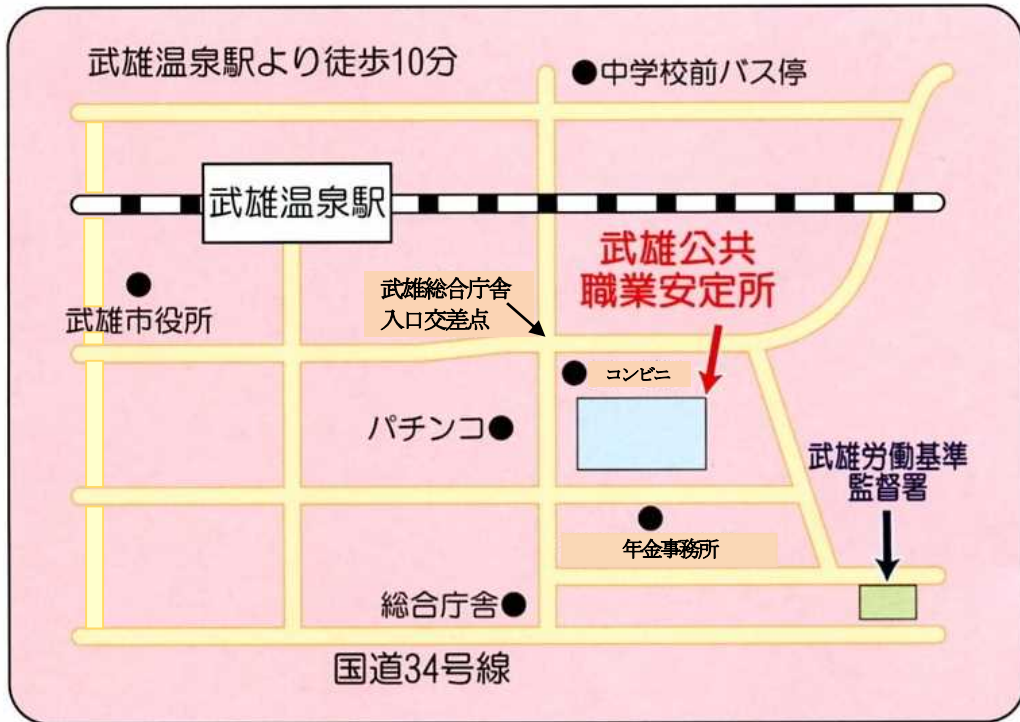 武雄温泉駅より徒歩10分
中学校前バス停
武雄温泉駅
武雄公共
職業安定所
武雄市役所
武雄総合庁舎
入口交差点
コンビニ
パチンコ
武雄労働基準
監督署
年金事務所
総合庁舎
国道34号線